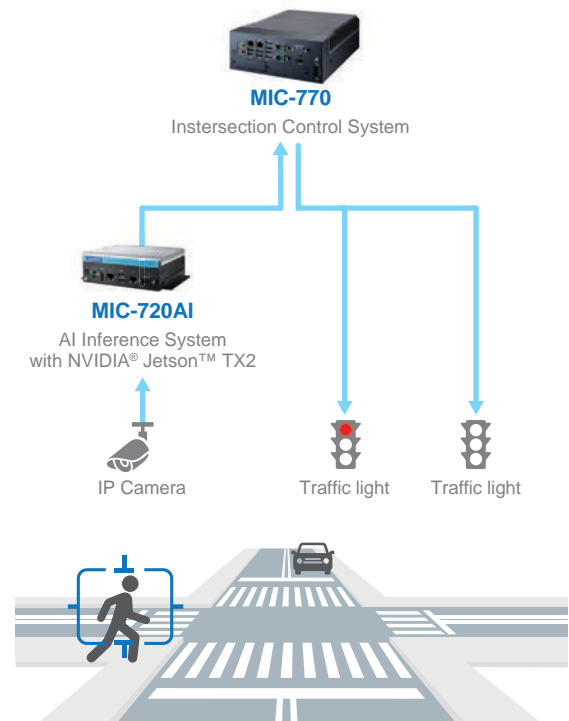 MIC-770
Instersection Control System
MIC-720AI
AI Inference System
with NVIDIA® Jetson™ TX2
IP Camera
Traffic light
Traffic light